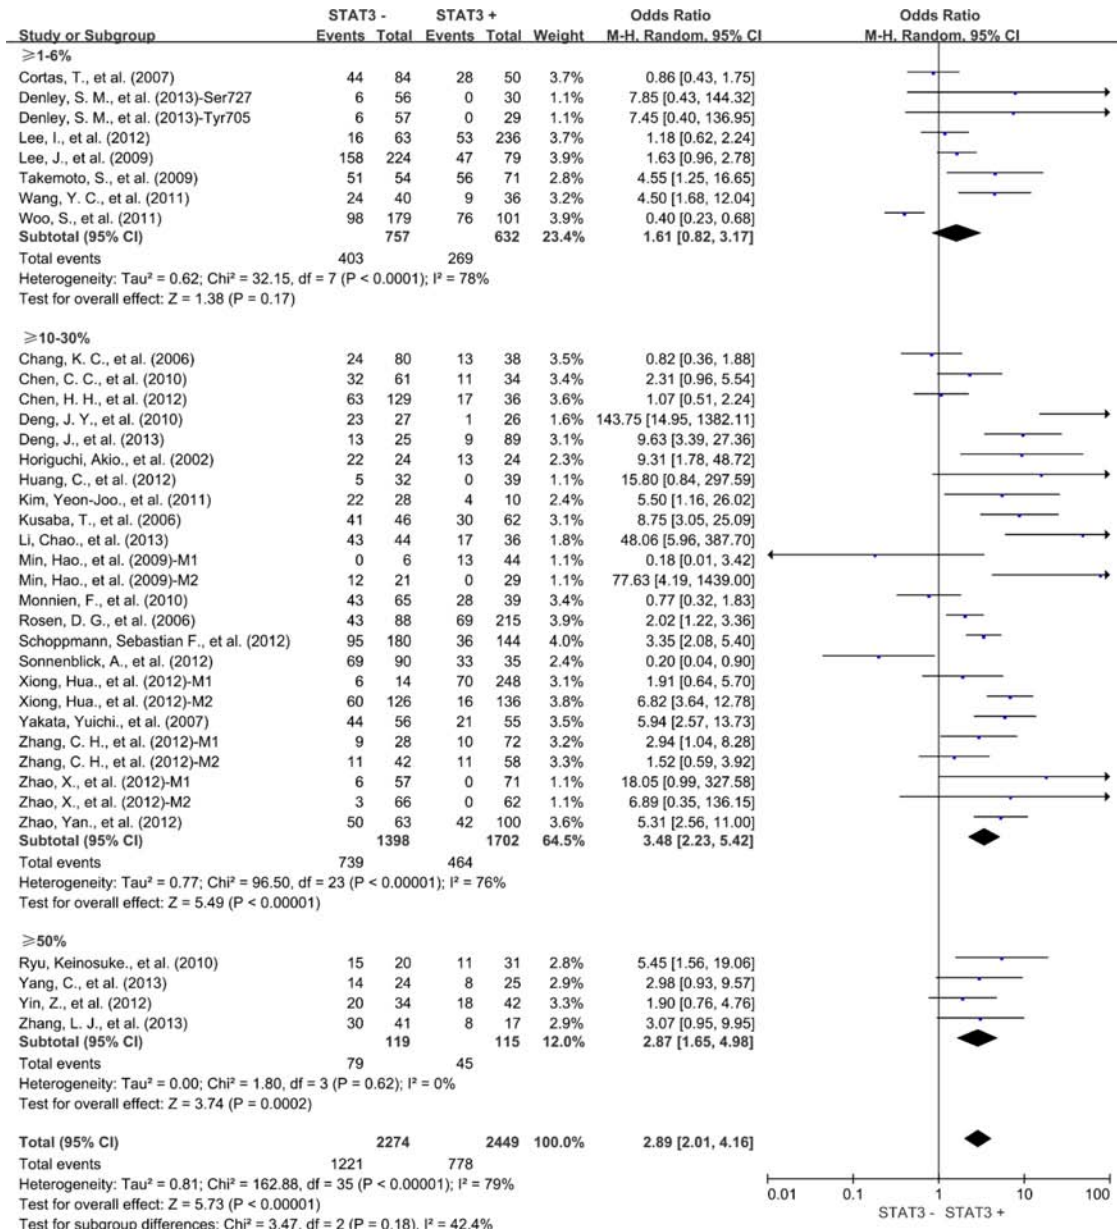 STAT3 - STAT3 + Odds Ratio Odds Ratio
Study or Subgroup Events Total Events Total Weight M-H, Random, 95% CI M-H, Random, 95% CI
≥1-6%
Cortas, T., et al. (2007) 44 84 28 50 3.7% 0.86 [0.43, 1.75]
Denley, S. M., et al. (2013)-Ser727 6 56 0 30 1.1% 7.85 [0.43, 144.32]
Denley, S. M., et al. (2013)-Tyr705 6 57 0 29 1.1% 7.45 [0.40, 136.95]
Lee, I., et al. (2012) 16 63 53 236 3.8% 1.18 [0.62, 2.24]
Lee, J., et al. (2009) 158 224 47 79 3.9% 1.63 [0.96, 2.78]
Takemoto, S., et al. (2009) 51 54 56 71 2.8% 4.55 [1.25, 16.65]
Wang, Y. C., et al. (2011) 24 40 9 36 3.2% 4.50 [1.68, 12.04]
Woo, S., et al. (2011) 98 179 76 101 3.9% 0.40 [0.23, 0.68]
Subtotal (95% CI) 757 632 23.4% 1.61 [0.82, 3.17]
Total events 403 269
Heterogeneity: Tau² = 0.62; Chi² = 32.15, df = 7 (P < 0.0001); I² = 78%
Test for overall effect: Z = 1.38 (P = 0.17)
≥10-30%
Chang, K. C., et al. (2006) 24 80 13 38 3.5% 0.82 [0.36, 1.88]
Chen, C. C., et al. (2010) 32 61 11 34 3.4% 2.31 [0.96, 5.54]
Chen, H. H., et al. (2012) 63 129 17 36 3.6% 1.07 [0.51, 2.24]
Deng, J. Y., et al. (2010) 23 27 1 26 1.6% 143.75 [14.95, 1382.11]
Deng, J., et al. (2013) 13 25 9 89 3.1% 9.63 [3.39, 27.36]
Horiguchi, Akio., et al. (2002) 22 24 13 24 2.3% 9.31 [1.78, 48.72]
Huang, C., et al. (2012) 5 32 0 39 1.1% 15.80 [0.84, 297.59]
Kim, Yeon-Joo., et al. (2011) 22 28 4 10 2.4% 5.50 [1.16, 26.02]
Kusaba, T., et al. (2006) 41 46 30 62 3.1% 8.75 [3.05, 25.09]
Li, Chao., et al. (2013) 43 44 17 36 1.8% 48.06 [5.96, 387.70]
Min, Hao., et al. (2009)-M1 0 6 13 44 1.1% 0.18 [0.01, 3.42]
Min, Hao., et al. (2009)-M2 12 21 0 29 1.1% 77.63 [4.19, 1439.00]
Monnien, F., et al. (2010) 43 65 28 39 3.4% 0.77 [0.32, 1.83]
Rosen, D. G., et al. (2006) 43 88 69 215 3.9% 2.02 [1.22, 3.36]
Schoppmann, Sebastian F., et al. (2012) 95 180 36 144 4.0% 3.35 [2.08, 5.40]
Sonnenblick, A., et al. (2012) 69 90 33 35 2.4% 0.20 [0.04, 0.90]
Xiong, Hua., et al. (2012)-M1 6 14 70 248 3.1% 1.91 [0.64, 5.70]
Xiong, Hua., et al. (2012)-M2 60 126 16 136 3.8% 6.82 [3.64, 12.78]
Yakata, Yuichi., et al. (2007) 44 56 21 55 3.5% 5.94 [2.57, 13.73]
Zhang, C. H., et al. (2012)-M1 9 28 10 72 3.2% 2.94 [1.04, 8.28]
Zhang, C. H., et al. (2012)-M2 11 42 11 58 3.3% 1.52 [0.59, 3.92]
Zhao, X., et al. (2012)-M1 6 57 0 71 1.1% 18.05 [0.99, 327.58]
Zhao, X., et al. (2012)-M2 3 66 0 62 1.1% 6.89 [0.35, 136.15]
Zhao, Yan., et al. (2012) 50 63 42 100 3.6% 5.31 [2.56, 11.00]
Subtotal (95% CI) 1398 1702 64.5% 3.48 [2.23, 5.42]
Total events 739 464
Heterogeneity: Tau² = 0.77; Chi² = 96.50, df = 23 (P < 0.00001); I² = 76%
Test for overall effect: Z = 5.49 (P < 0.00001)
≥50%
Ryu, Keinosuke., et al. (2010) 15 20 11 31 2.8% 5.45 [1.56, 19.06]
Yang, C., et al. (2013) 14 24 8 25 2.9% 2.98 [0.93, 9.57]
Yin, Z., et al. (2012) 20 34 18 42 3.3% 1.90 [0.76, 4.76]
Zhang, L. J., et al. (2013) 30 41 8 17 2.9% 3.07 [0.95, 9.95]
Subtotal (95% CI) 119 115 12.0% 2.87 [1.65, 4.98]
Total events 79 45
Heterogeneity: Tau² = 0.00; Chi² = 1.80, df = 3 (P = 0.62); I² = 0%
Test for overall effect: Z = 3.74 (P = 0.0002)
Total (95% CI) 2274 2449 100.0% 2.89 [2.01, 4.16]
Total events 1221 778
Heterogeneity: Tau² = 0.81; Chi² = 162.88, df = 35 (P < 0.00001); I² = 79%
Test for overall effect: Z = 5.73 (P < 0.00001)
Test for subgroup differences: Chi² = 3.47, df = 2 (P = 0.18), I² = 42.4%
0.01 0.1 1 10 100
STAT3 - STAT3 +